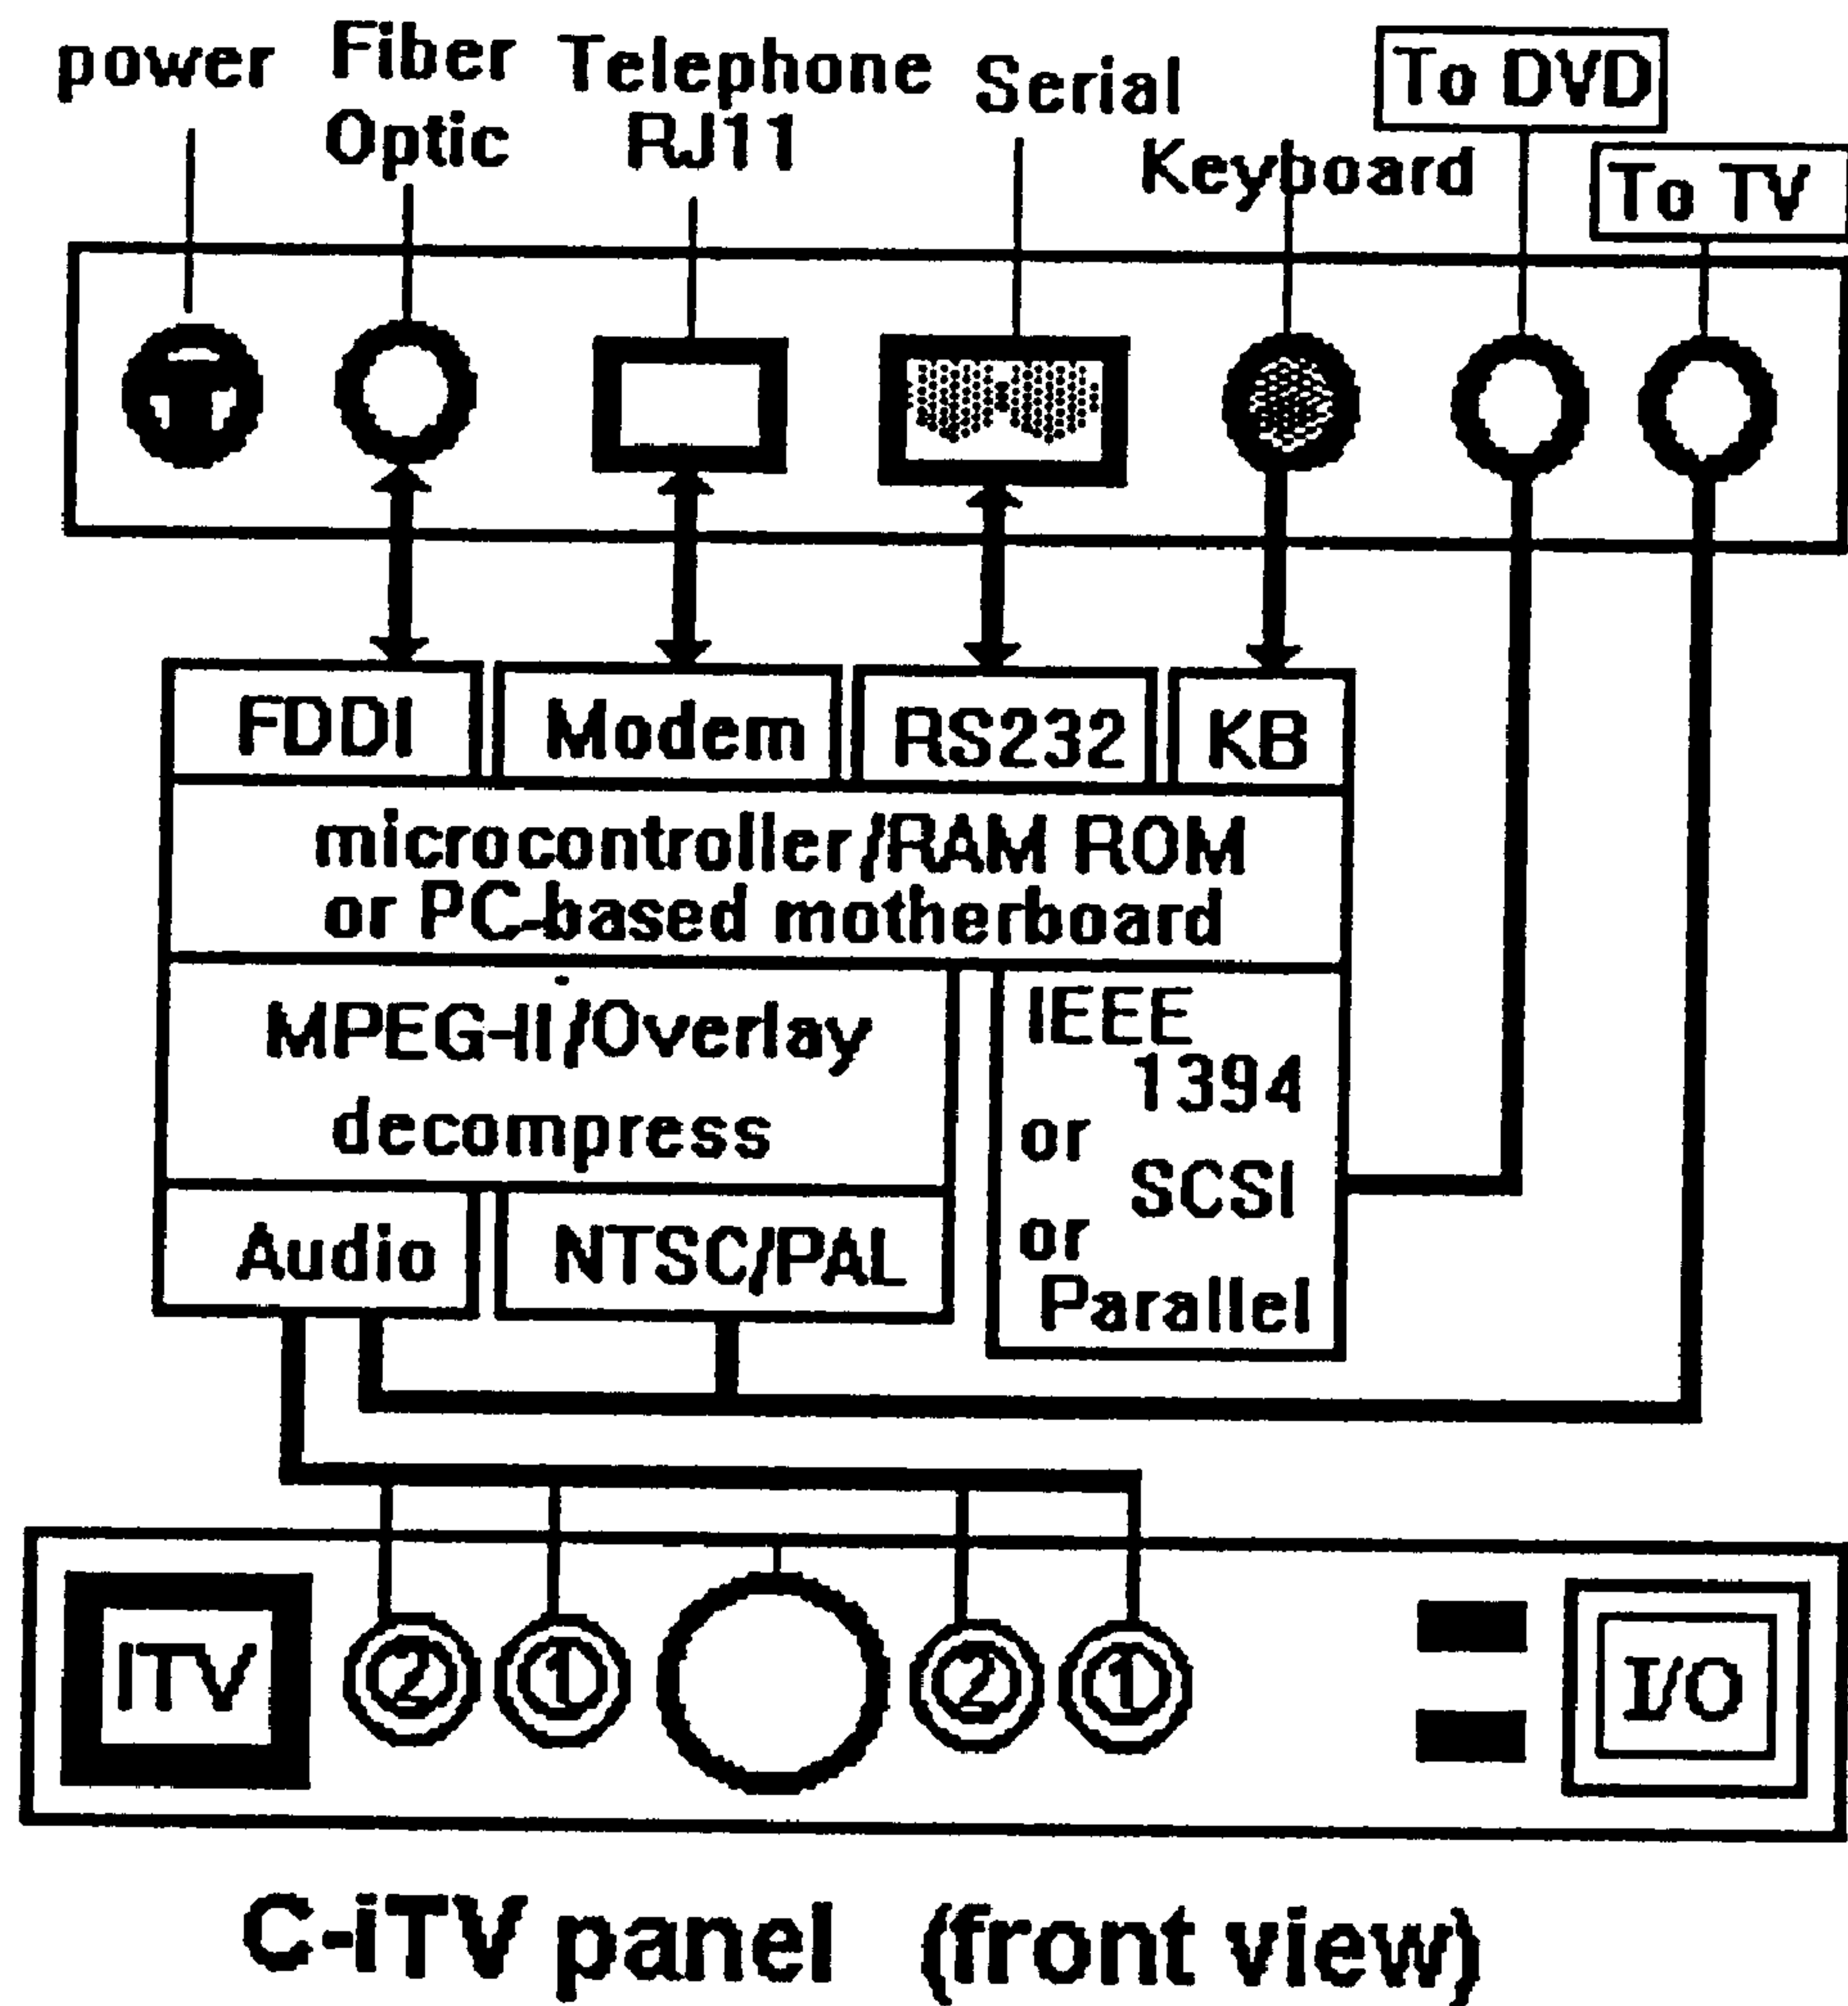 power
Fiber
Optic
Telephone
RJ11
Serial
Keyboard
To DVD
To TV
FDDI
Modem
RS232
KB
microcontroller/RAM ROM
or PC-based motherboard
MPEG-II/Overlay
decompress
IEEE
1394
or
SCSI
or
Parallel
Audio
NTSC/PAL
ITV
2
1
2
1
I/O
C-iTV panel (front view)